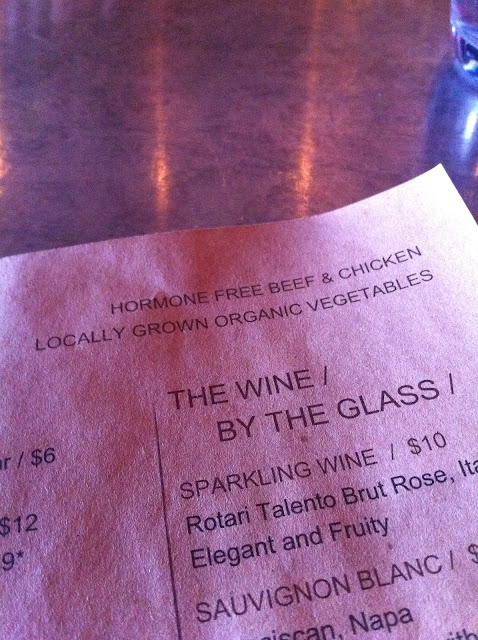 HORMONE FREE BEEF & CHICKEN
LOCALLY GROWN ORGANIC VEGETABLES
/ $6
$12
9*
THE WINE /
BY THE GLASS /
SPARKLING WINE / $10
Rotari Talento Brut Rose,
Elegant and Fruity
SAUVIGNON BLANC / $
Napa